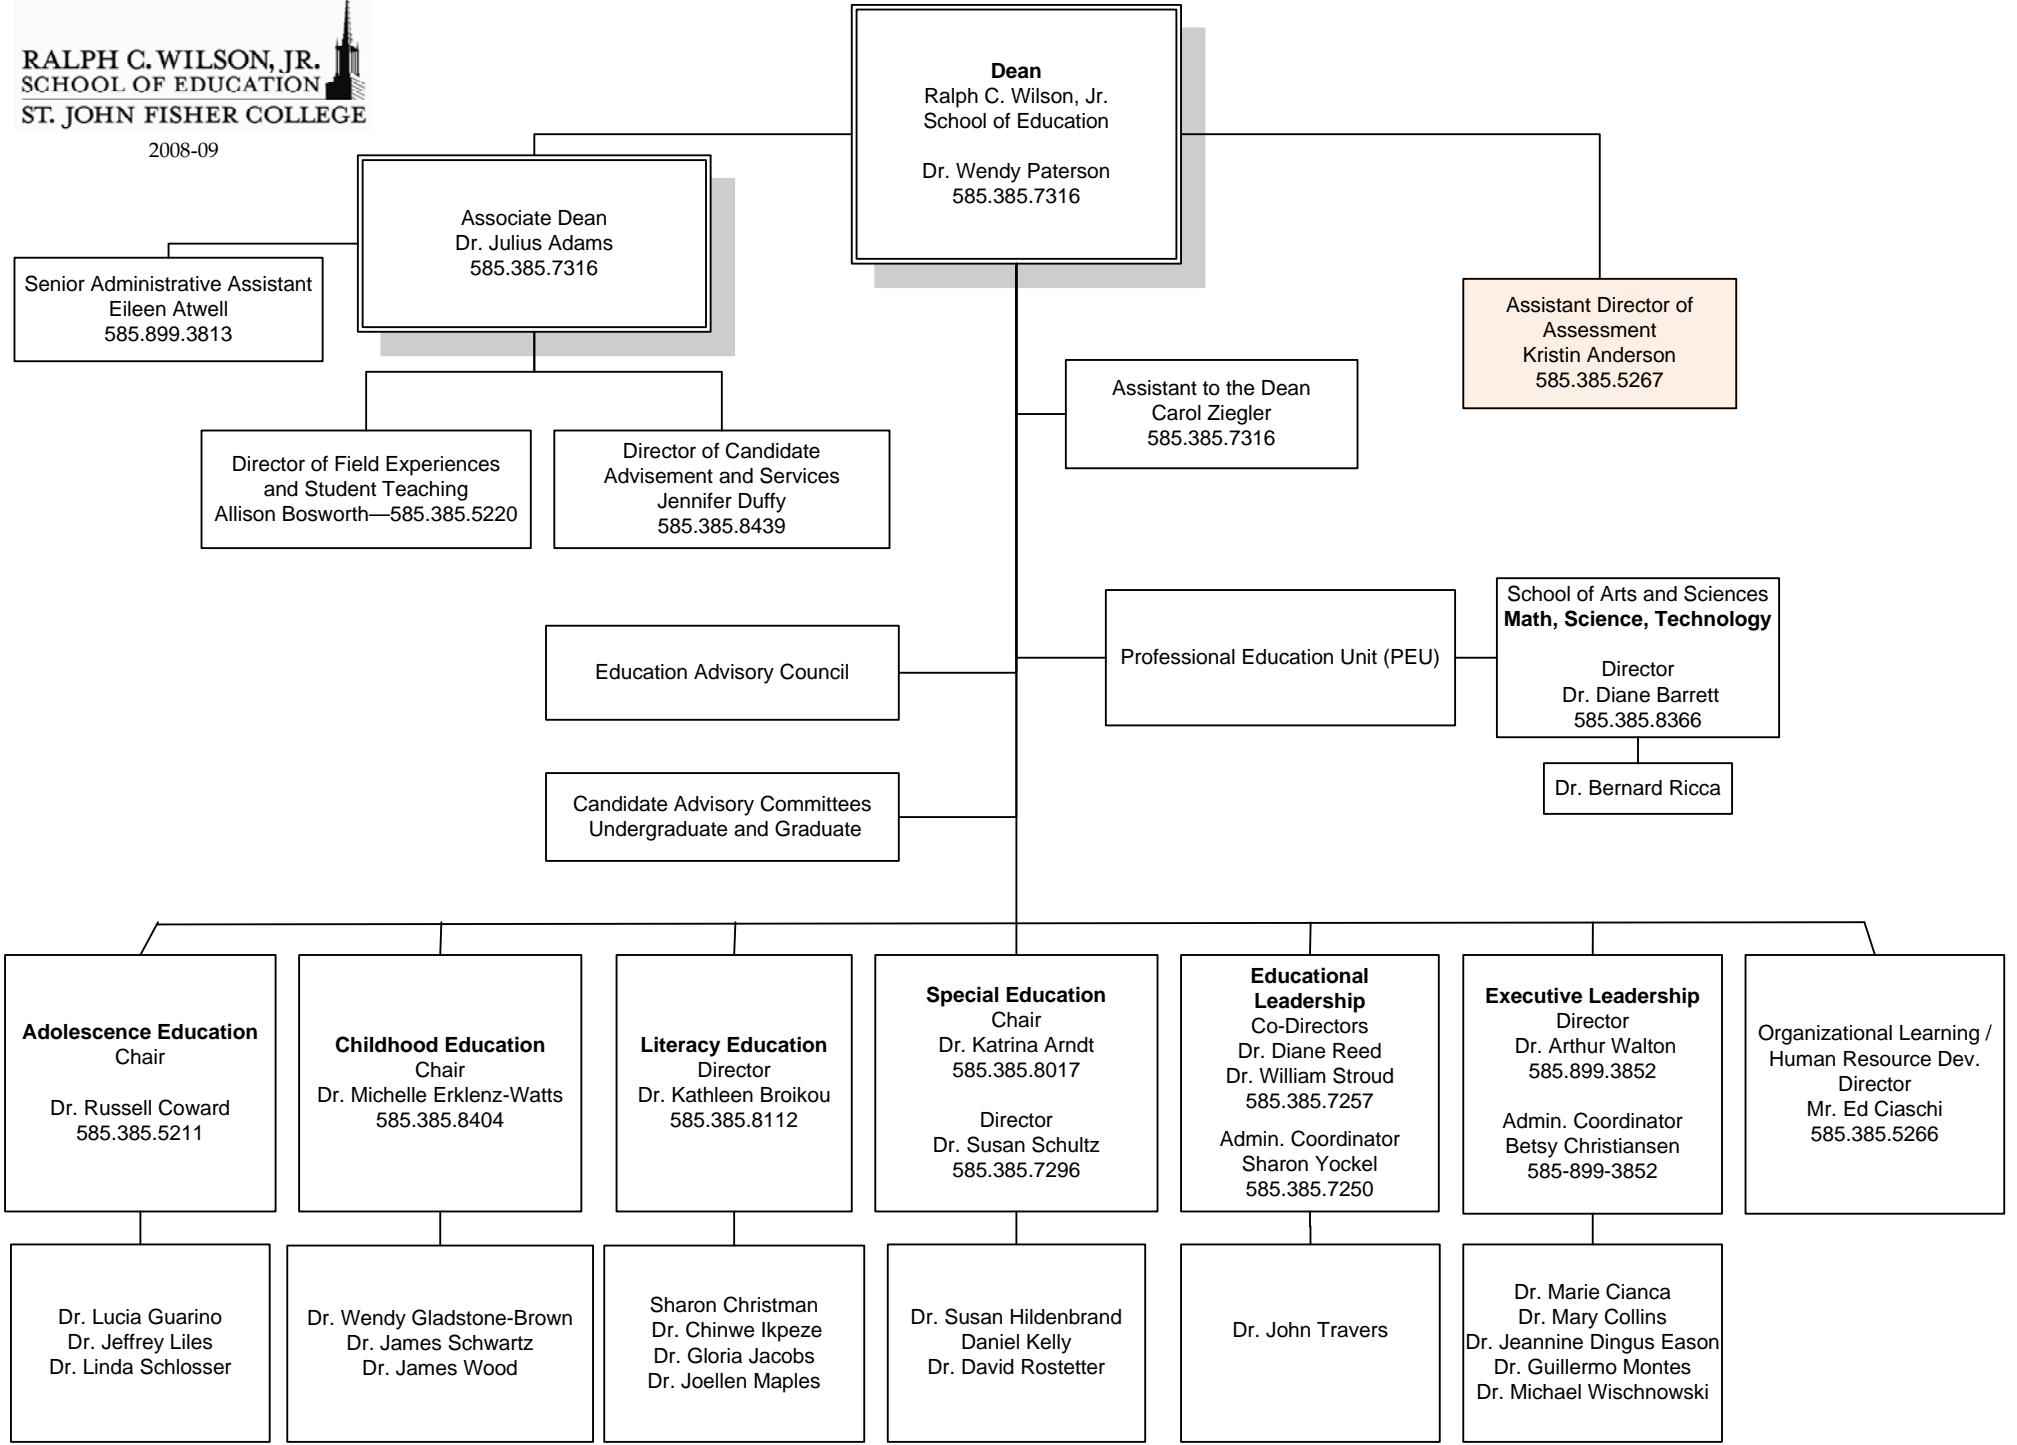 RALPH C. WILSON, JR.
SCHOOL OF EDUCATION
ST. JOHN FISHER COLLEGE
2008-09
Dean
Ralph C. Wilson, Jr.
School of Education
Dr. Wendy Paterson
585.385.7316
Associate Dean
Dr. Julius Adams
585.385.7316
Senior Administrative Assistant
Eileen Atwell
585.899.3813
Assistant Director of
Assessment
Kristin Anderson
585.385.5267
Assistant to the Dean
Carol Ziegler
585.385.7316
Director of Field Experiences
and Student Teaching
Allison Bosworth—585.385.5220
Director of Candidate
Advisement and Services
Jennifer Duffy
585.385.8439
Education Advisory Council
Professional Education Unit (PEU)
School of Arts and Sciences
Math, Science, Technology
Director
Dr. Diane Barrett
585.385.8366
Dr. Bernard Ricca
Candidate Advisory Committees
Undergraduate and Graduate
Adolescence Education
Chair
Dr. Russell Coward
585.385.5211
Childhood Education
Chair
Dr. Michelle Erklenz-Watts
585.385.8404
Literacy Education
Director
Dr. Kathleen Broikou
585.385.8112
Special Education
Chair
Dr. Katrina Arndt
585.385.8017
Director
Dr. Susan Schultz
585.385.7296
Educational
Leadership
Co-Directors
Dr. Diane Reed
Dr. William Stroud
585.385.7257
Admin. Coordinator
Sharon Yockel
585.385.7250
Executive Leadership
Director
Dr. Arthur Walton
585.899.3852
Admin. Coordinator
Betsy Christiansen
585-899-3852
Organizational Learning /
Human Resource Dev.
Director
Mr. Ed Ciaschi
585.385.5266
Dr. Lucia Guarino
Dr. Jeffrey Liles
Dr. Linda Schlosser
Dr. Wendy Gladstone-Brown
Dr. James Schwartz
Dr. James Wood
Sharon Christman
Dr. Chinwe Ikpeze
Dr. Gloria Jacobs
Dr. Joellen Maples
Dr. Susan Hildenbrand
Daniel Kelly
Dr. David Rostetter
Dr. John Travers
Dr. Marie Cianca
Dr. Mary Collins
Dr. Jeannine Dingus Eason
Dr. Guillermo Montes
Dr. Michael Wischnowski